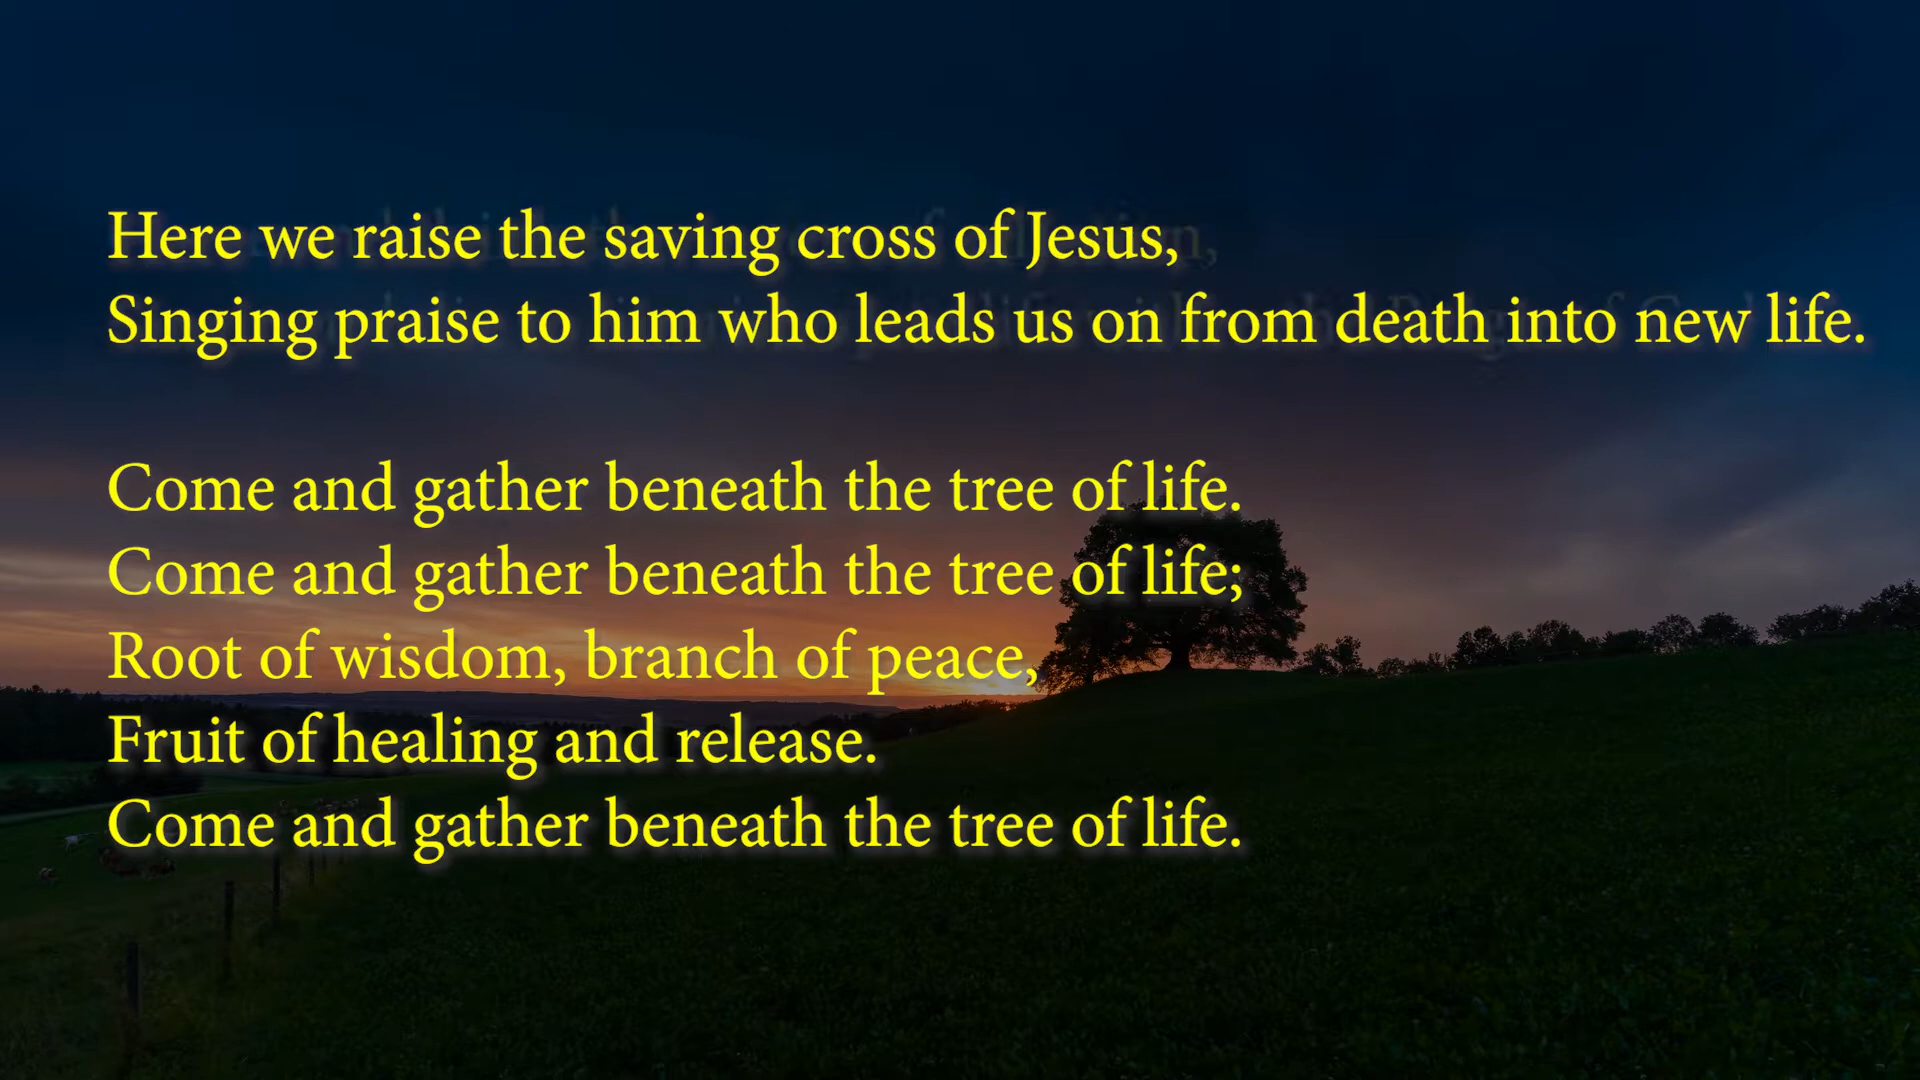 Here we raise the saving cross of Jesus,
Singing praise to him who leads us on from death into new life.
Come and gather beneath the tree of life.
Come and gather beneath the tree of life;
Root of wisdom, branch of peace,
Fruit of healing and release.
Come and gather beneath the tree of life.